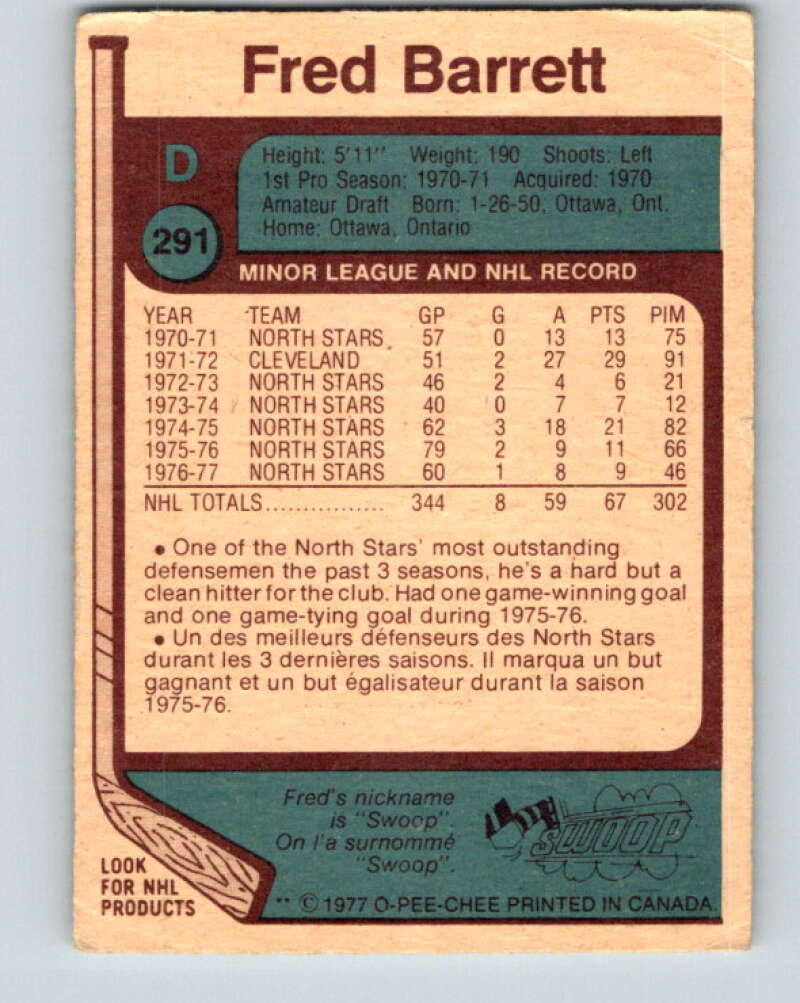 Fred Barrett
D
Height: 5'11" Weight: 190 Shoots: Left
1st Pro Season: 1970-71 Acquired: 1970
Amateur Draft Born: 1-26-50, Ottawa, Ont.
Home: Ottawa, Ontario
291
MINOR LEAGUE AND NHL RECORD
YEAR TEAM GP G A PTS PIM
1970-71 NORTH STARS 57 0 13 13 75
1971-72 CLEVELAND 51 2 27 29 91
1972-73 NORTH STARS 46 2 4 6 21
1973-74 NORTH STARS 40 0 7 7 12
1974-75 NORTH STARS 62 3 18 21 82
1975-76 NORTH STARS 79 2 9 11 66
1976-77 NORTH STARS 60 1 8 9 46
NHL TOTALS................ 344 8 59 67 302
• One of the North Stars' most outstanding
defensemen the past 3 seasons, he's a hard but a
clean hitter for the club. Had one game-winning goal
and one game-tying goal during 1975-76.
• Un des meilleurs défenseurs des North Stars
durant les 3 dernières saisons. Il marqua un but
gagnant et un but égalisateur durant la saison
1975-76.
Fred's nickname
is "Swoop".
On l'a surnommé
"Swoop".
SWOOP
LOOK
FOR NHL
PRODUCTS
** © 1977 O-PEE-CHEE PRINTED IN CANADA.